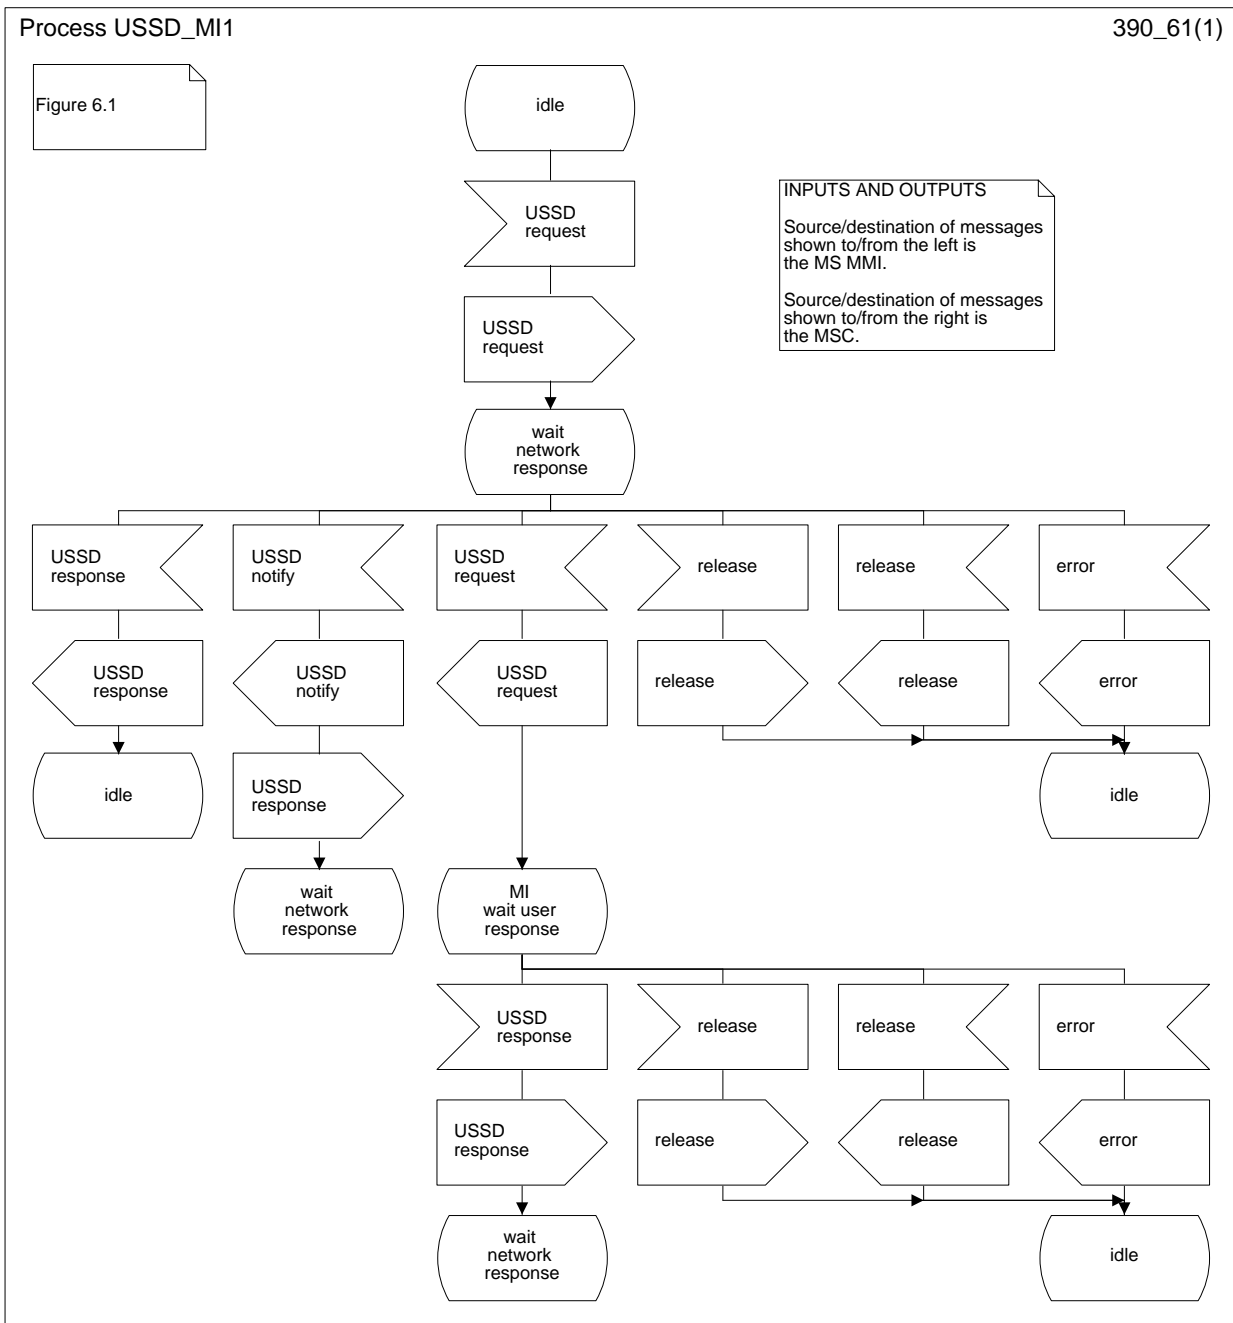 Process USSD_MI1
390_61(1)
Figure 6.1
idle
USSD
request
INPUTS AND OUTPUTS
Source/destination of messages
shown to/from the left is
the MS MMI.
Source/destination of messages
shown to/from the right is
the MSC.
USSD
request
wait
network
response
USSD
response
USSD
notify
USSD
request
release
release
error
USSD
response
USSD
notify
USSD
request
release
release
error
idle
USSD
response
idle
wait
network
response
MI
wait user
response
USSD
response
release
release
error
USSD
response
release
release
error
wait
network
response
idle